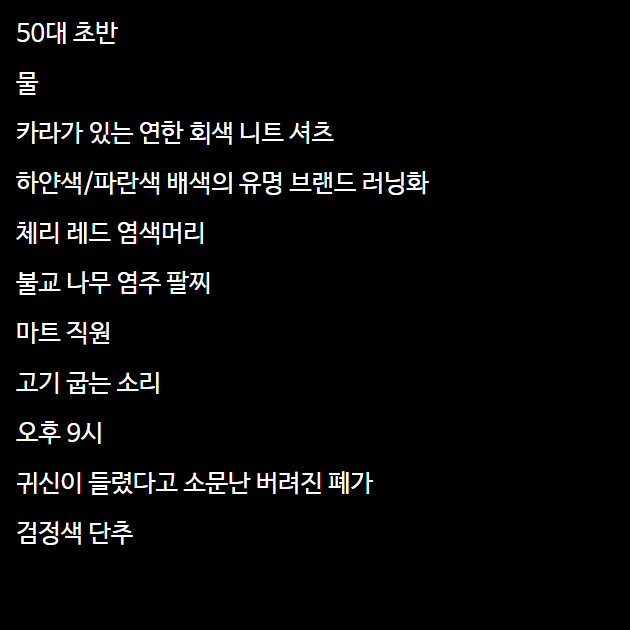 50대 초반
물
카라가 있는 연한 회색 니트 셔츠
하얀색/파란색 배색의 유명 브랜드 러닝화
체리 레드 염색머리
불교 나무 염주 팔찌
마트 직원
고기 굽는 소리
오후 9시
귀신이 들렸다고 소문난 버려진 폐가
검정색 단추